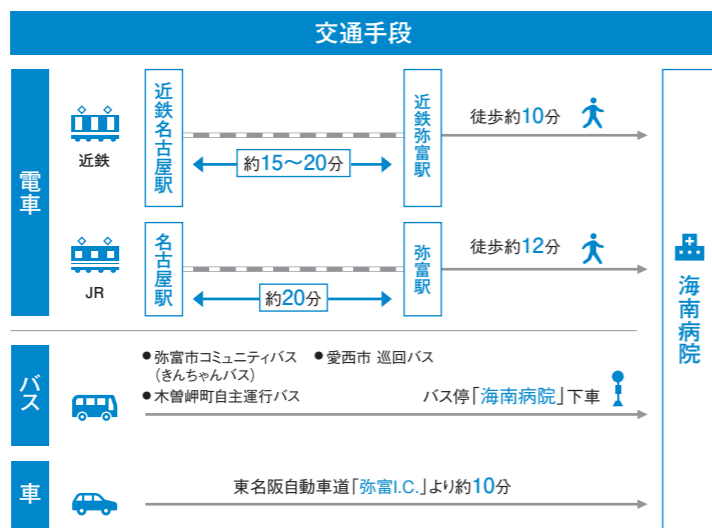 交通手段
電車
近鉄
近鉄名古屋駅
約15〜20分
近鉄弥富駅
徒歩約10分
JR
名古屋駅
約20分
弥富駅
徒歩約12分
海南病院
バス
●弥富市コミュニティバス ●愛西市 巡回バス
(きんちゃんバス)
●木曽岬町自主運行バス
バス停「海南病院」下車
車
東名阪自動車道「弥富I.C.」より約10分